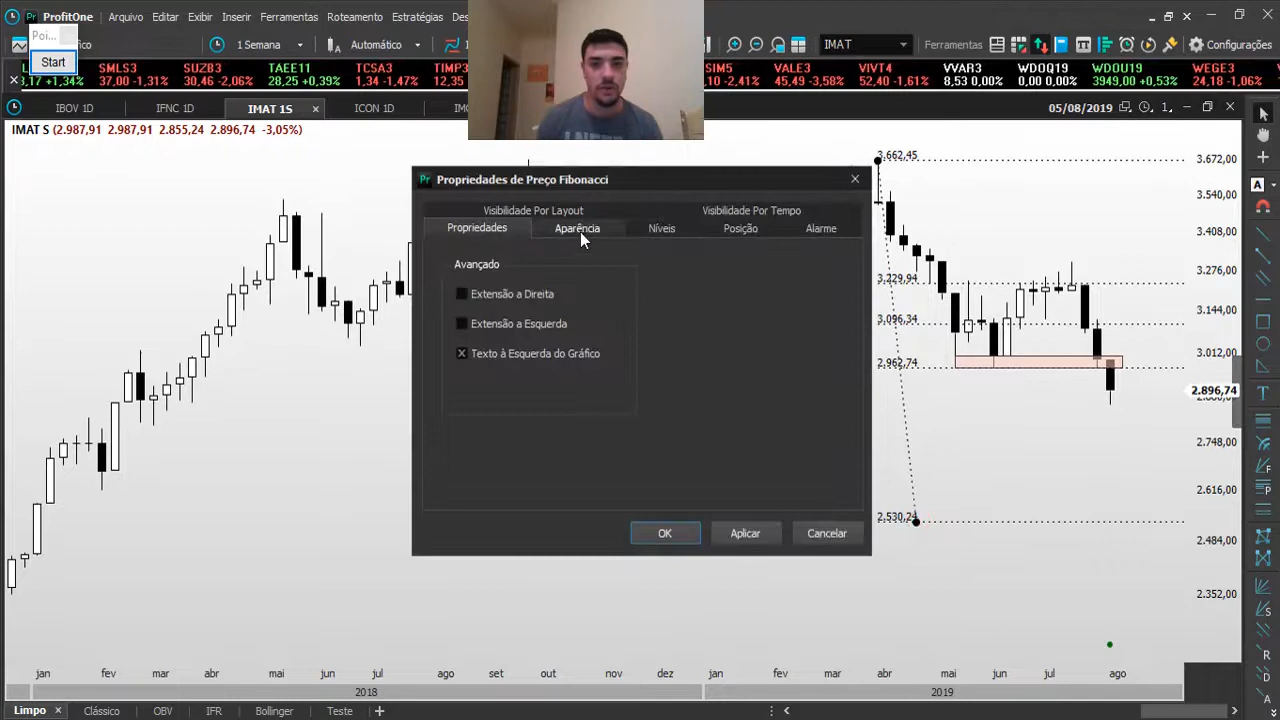 ProfitOne Arquivo Editar Exibir Inserir Ferramentas Roteamento Estratégias
Poi...
Start
1 Semana
Automático
IMAT
Ferramentas
Configurações
SMLS3 SUZB3 TAEE11 TCSA3 TIMP3 SIM5 VALE3 VIVT4 VVAR3 WDOQ19 WDOU19 WEGE3
+1,34% 37,00 -1,31% 30,46 -2,06% 28,25 +0,39% 1,34 -1,47% 12,35 -2,41% 45,49 -3,58% 52,40 -1,61% 8,53 0,00% 0,00 0,00% 3949,00 +0,53% 24,18 -1,06%
IBOV 1D IFNC 1D IMAT 1S ICON 1D
05/08/2019
IMAT S (2.987,91 2.987,91 2.855,24 2.896,74 -3,05%)
Propriedades de Preço Fibonacci
Visibilidade Por Layout Visibilidade Por Tempo
Propriedades Aparência Níveis Posição Alarme
Avançado
Extensão a Direita
Extensão a Esquerda
Texto à Esquerda do Gráfico
OK Aplicar Cancelar
3.662,45
3.229,94
3.096,34
2.962,74
2.530,24
3.672,00
3.540,00
3.408,00
3.276,00
3.144,00
3.012,00
2.896,74
2.748,00
2.616,00
2.484,00
2.352,00
jan fev mar abr mai jun jul ago set out nov dez jan fev mar abr mai jun jul ago
2018 2019
Limpo Clássico OBV IFR Bollinger Teste